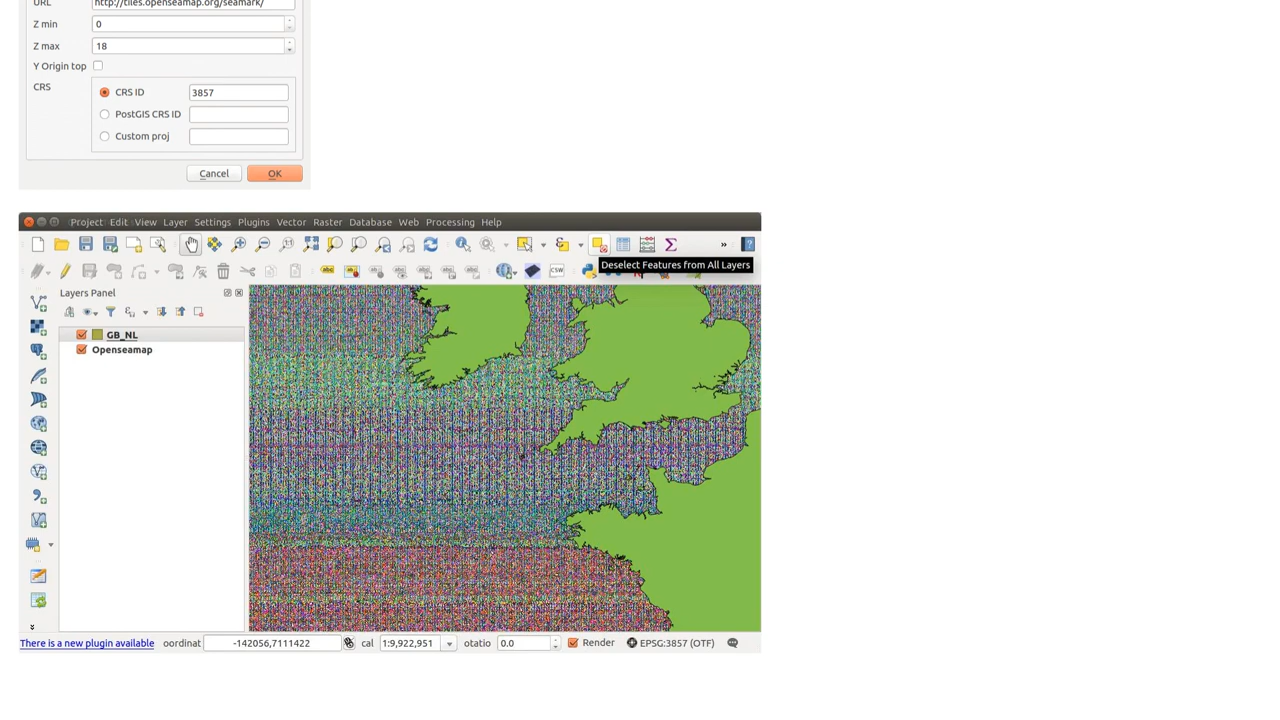 URL http://tiles.openseamap.org/seamark/
Z min 0
Z max 18
Y Origin top
CRS CRS ID 3857
PostGIS CRS ID
Custom proj
Cancel OK
Project Edit View Layer Settings Plugins Vector Raster Database Web Processing Help
Deselect Features from All Layers
Layers Panel
GB_NL
Openseamap
There is a new plugin available oordinat -142056,7111422 cal 1:9,922,951 otatio 0.0 Render EPSG:3857 (OTF)